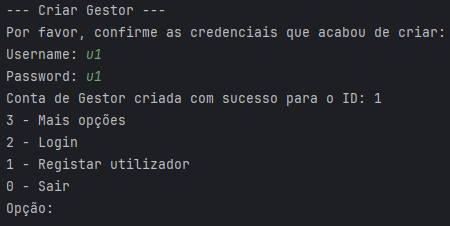 --- Criar Gestor ---
Por favor, confirme as credenciais que acabou de criar:
Username: u1
Password: u1
Conta de Gestor criada com sucesso para o ID: 1
3 - Mais opções
2 - Login
1 - Registar utilizador
0 - Sair
Opção: